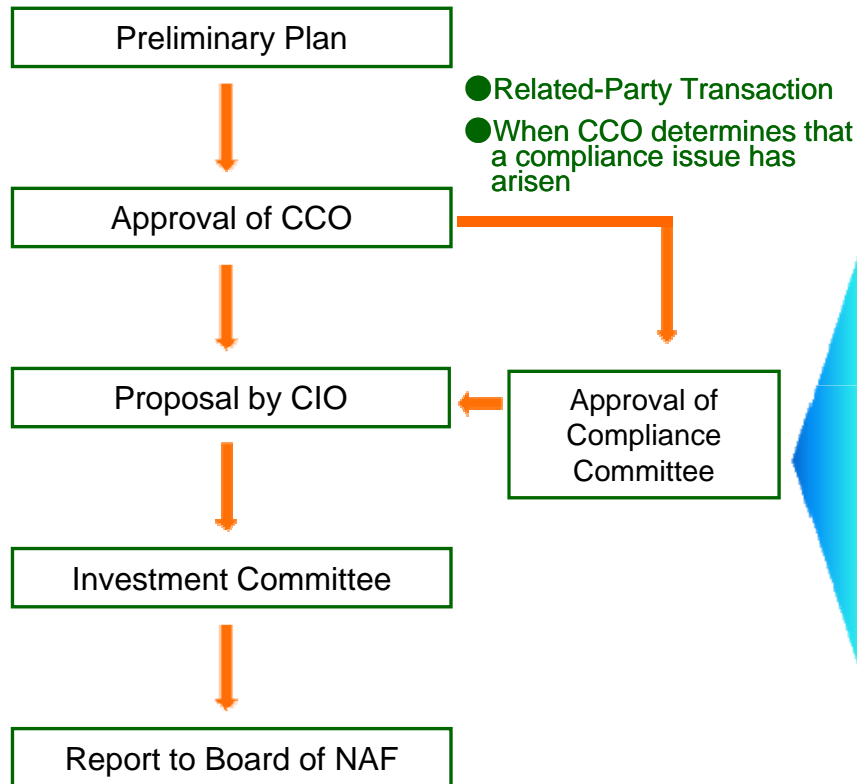 Preliminary Plan
●Related-Party Transaction
●When CCO determines that
a compliance issue has
arisen
Approval of CCO
Proposal by CIO
Approval of
Compliance
Committee
Investment Committee
Report to Board of NAF